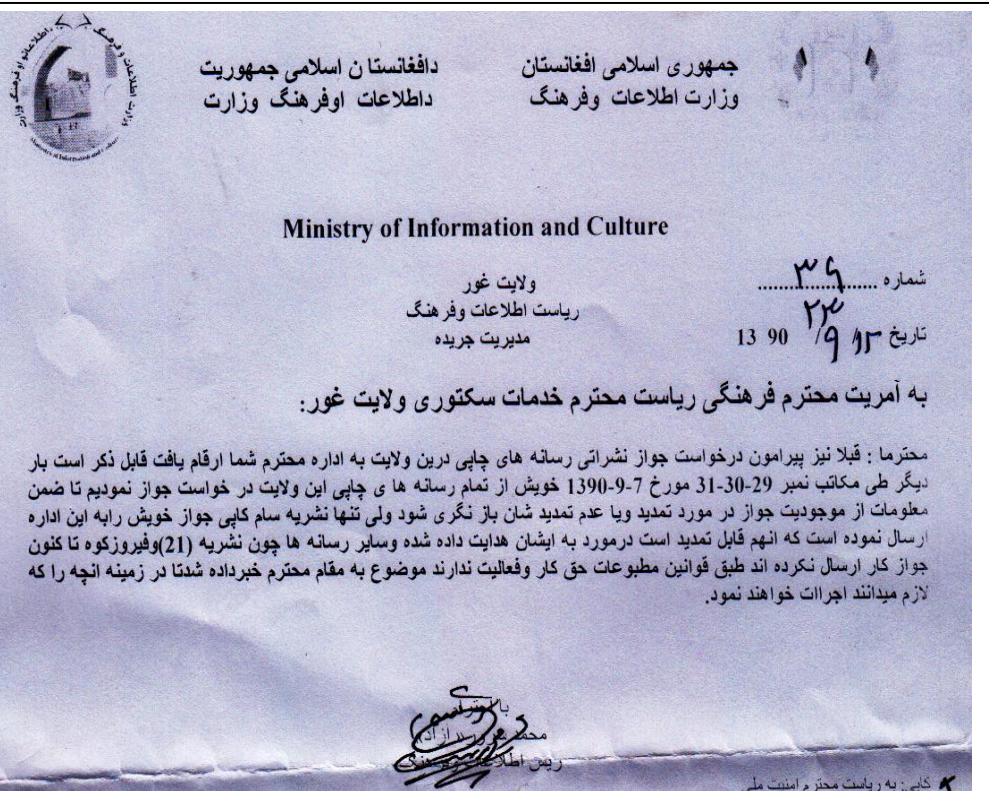 جمهوری اسلامی افغانستان
وزارت اطلاعات وفرهنگ
دافغانستا ن اسلامی جمهوریت
داطلاعات اوفرهنگ وزارت
Ministry of Information and Culture
شماره ۳۶
تاریخ ۹/۲۳ 90 13
ولایت غور
ریاست اطلاعات وفرهنگ
مدیریت جریده
به آمریت محترم فرهنگی ریاست محترم خدمات سکتوری ولایت غور:
محترما : قبلا نیز پیرامون درخواست جواز نشراتی رسانه های چاپی درین ولایت به اداره محترم شما ارقام یافت قابل ذکر است بار
دیگر طی مکاتب نمبر 29-30-31 مورخ 7-9-1390 خویش از تمام رسانه ها ی چاپی این ولایت در خواست جواز نمودیم تا ضمن
معلومات از موجودیت جواز در مورد تمدید ویا عدم تمدید شان باز نگری شود ولی تنها نشریه سام کاپی جواز خویش رابه این اداره
ارسال نموده است که انهم قابل تمدید است درمورد به ایشان هدایت داده شده وسایر رسانه ها چون نشریه (21)وفیروزکوه تا کنون
جواز کار ارسال نکرده اند طبق قوانین مطبوعات حق کار وفعالیت ندارند موضوع به مقام محترم خبرداده شدتا در زمینه انچه را که
لازم میدانند اجراات خواهند نمود.
محمد
ریس اطلاعات
کاپی: به ریاست محترم امنیت ملی